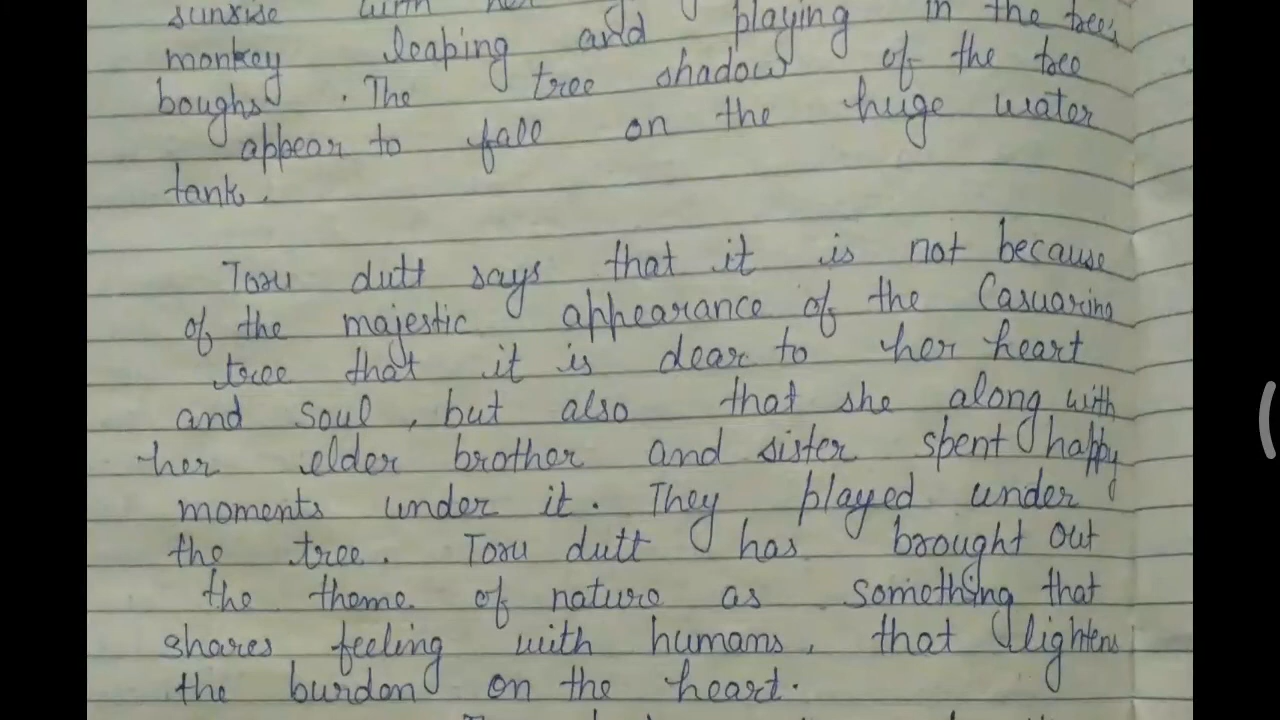 sunrise with her
monkey leaping and playing in the tree's
boughs. The tree shadow of the tree
appear to fall on the huge water
tank.
Toru dutt says that it is not because
of the majestic appearance of the Casuarina
tree that it is dear to her heart
and soul, but also that she along with
her elder brother and sister spent happy
moments under it. They played under
the tree. Toru dutt has brought out
the theme of nature as something that
shares feeling with humans, that lightens
the burden on the heart.